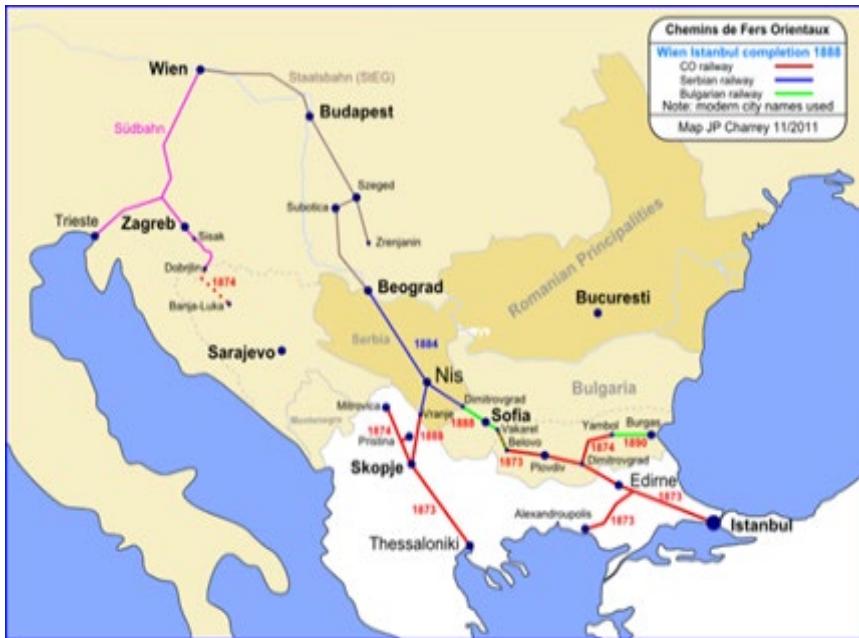 Chemins de Fers Orientaux
Wien Istanbul completion 1888
CO railway
Serbian railway
Bulgarian railway
Note: modern city names used
Map JP Charrey 11/2011
Wien
Staatsbahn (StEG)
Budapest
Südbahn
Szeged
Subotica
Trieste
Zagreb
Sisak
Zrenjanin
Dobrljin
1874
Banja-Luka
Beograd
Romanian Principalities
Bucuresti
Serbia
1884
Sarajevo
Nis
Bulgaria
Montenegro
Mitrovica
Vranje
Dimitrovgrad
1888
Sofia
Vakarel
Yambol
Burgas
1874
Pristina
1888
Belovo
1873
Plovdiv
1874
1890
Dimitrovgrad
Skopje
Edirne
1873
1873
Alexandroupolis
1873
Istanbul
Thessaloniki